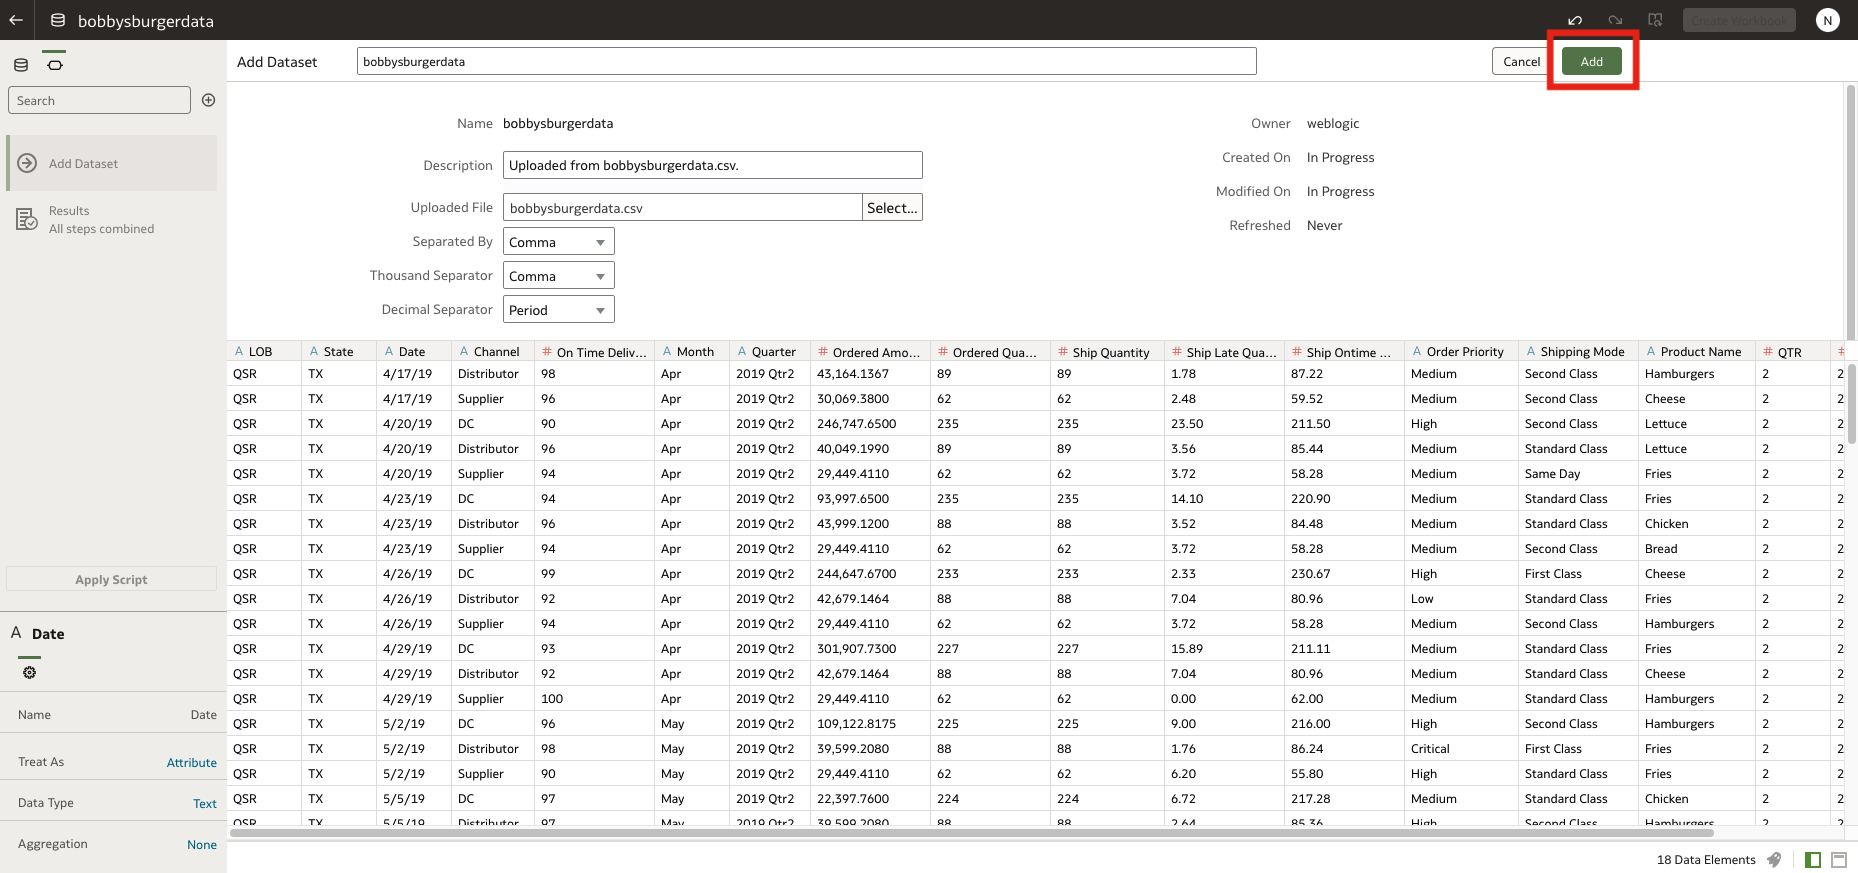 bobbysburgerdata
Create Workbook
N
Add Dataset
bobbysburgerdata
Cancel
Add
Search
Add Dataset
Results
All steps combined
Apply Script
A Date
Name Date
Treat As Attribute
Data Type Text
Aggregation None
Name bobbysburgerdata
Description Uploaded from bobbysburgerdata.csv.
Uploaded File bobbysburgerdata.csv Select...
Separated By Comma
Thousand Separator Comma
Decimal Separator Period
Owner weblogic
Created On In Progress
Modified On In Progress
Refreshed Never
A LOB A State A Date A Channel # On Time Deliv... A Month A Quarter # Ordered Amo... # Ordered Qua... # Ship Quantity # Ship Late Qua... # Ship Ontime ... A Order Priority A Shipping Mode A Product Name # QTR #
QSR TX 4/17/19 Distributor 98 Apr 2019 Qtr2 43,164.1367 89 89 1.78 87.22 Medium Second Class Hamburgers 2 2
QSR TX 4/17/19 Supplier 96 Apr 2019 Qtr2 30,069.3800 62 62 2.48 59.52 Medium Second Class Cheese 2 2
QSR TX 4/20/19 DC 90 Apr 2019 Qtr2 246,747.6500 235 235 23.50 211.50 High Second Class Lettuce 2 2
QSR TX 4/20/19 Distributor 96 Apr 2019 Qtr2 40,049.1990 89 89 3.56 85.44 Medium Standard Class Lettuce 2 2
QSR TX 4/20/19 Supplier 94 Apr 2019 Qtr2 29,449.4110 62 62 3.72 58.28 Medium Same Day Fries 2 2
QSR TX 4/23/19 DC 94 Apr 2019 Qtr2 93,997.6500 235 235 14.10 220.90 Medium Standard Class Fries 2 2
QSR TX 4/23/19 Distributor 96 Apr 2019 Qtr2 43,999.1200 88 88 3.52 84.48 Medium Standard Class Chicken 2 2
QSR TX 4/23/19 Supplier 94 Apr 2019 Qtr2 29,449.4110 62 62 3.72 58.28 Medium Second Class Bread 2 2
QSR TX 4/26/19 DC 99 Apr 2019 Qtr2 244,647.6700 233 233 2.33 230.67 High First Class Cheese 2 2
QSR TX 4/26/19 Distributor 92 Apr 2019 Qtr2 42,679.1464 88 88 7.04 80.96 Low Standard Class Fries 2 2
QSR TX 4/26/19 Supplier 94 Apr 2019 Qtr2 29,449.4110 62 62 3.72 58.28 Medium Second Class Hamburgers 2 2
QSR TX 4/29/19 DC 93 Apr 2019 Qtr2 301,907.7300 227 227 15.89 211.11 Medium Standard Class Fries 2 2
QSR TX 4/29/19 Distributor 92 Apr 2019 Qtr2 42,679.1464 88 88 7.04 80.96 Medium Standard Class Cheese 2 2
QSR TX 4/29/19 Supplier 100 Apr 2019 Qtr2 29,449.4110 62 62 0.00 62.00 Medium Standard Class Hamburgers 2 2
QSR TX 5/2/19 DC 96 May 2019 Qtr2 109,122.8175 225 225 9.00 216.00 High Second Class Hamburgers 2 2
QSR TX 5/2/19 Distributor 98 May 2019 Qtr2 39,599.2080 88 88 1.76 86.24 Critical First Class Fries 2 2
QSR TX 5/2/19 Supplier 90 May 2019 Qtr2 29,449.4110 62 62 6.20 55.80 High Standard Class Fries 2 2
QSR TX 5/5/19 DC 97 May 2019 Qtr2 22,397.7600 224 224 6.72 217.28 Medium Standard Class Chicken 2 2
QSR TX 5/5/19 Distributor 97 May 2019 Qtr2 39,599.2080 88 88 2.64 85.36 High Second Class Hamburgers 2 2
18 Data Elements